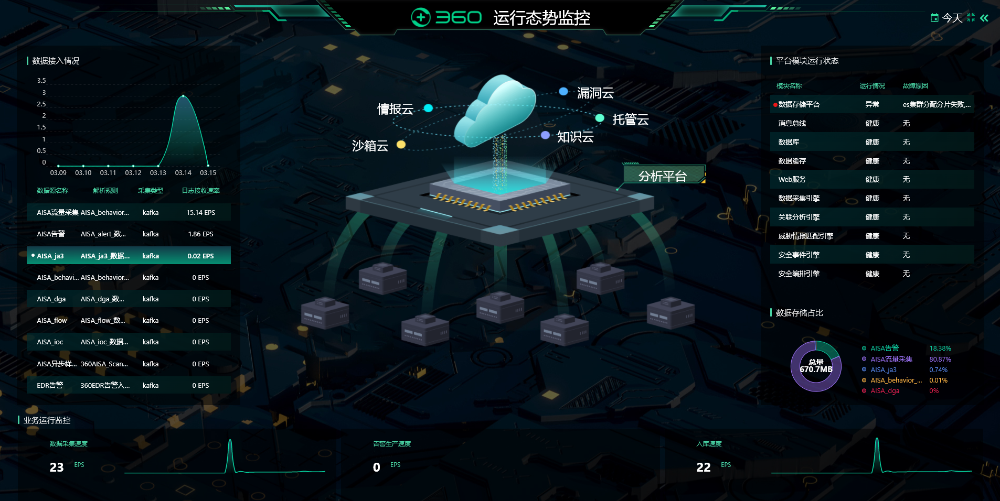 360 运行态势监控
今天
数据接入情况
3.5
3
2.5
2
1.5
1
0.5
0
03.09 03.10 03.11 03.12 03.13 03.14 03.15
数据源名称 解析规则 采集类型 日志接收速率
AISA流量采集 AISA_behavior... kafka 15.14 EPS
AISA告警 AISA_alert_数... kafka 1.86 EPS
AISA_ja3 AISA_ja3_数据... kafka 0.02 EPS
AISA_behavi... AISA_behavior... kafka 0 EPS
AISA_dga AISA_dga_数... kafka 0 EPS
AISA_flow AISA_flow_数... kafka 0 EPS
AISA_ioc AISA_ioc_数据... kafka 0 EPS
AISA异步样... 360AISA_Scan... kafka 0 EPS
EDR告警 360EDR告警入... kafka 0 EPS
漏洞云
情报云
托管云
知识云
沙箱云
分析平台
平台模块运行状态
模块名称 运行情况 故障原因
数据存储平台 异常 es集群分配分片失败,...
消息总线 健康 无
数据库 健康 无
数据缓存 健康 无
Web服务 健康 无
数据采集引擎 健康 无
关联分析引擎 健康 无
威胁情报匹配引擎 健康 无
安全事件引擎 健康 无
安全编排引擎 健康 无
数据存储占比
总量
670.7MB
AISA告警 18.38%
AISA流量采集 80.87%
AISA_ja3 0.74%
AISA_behavior_... 0.01%
AISA_dga 0%
业务运行监控
数据采集速度
23 EPS
告警生产速度
0 EPS
入库速度
22 EPS